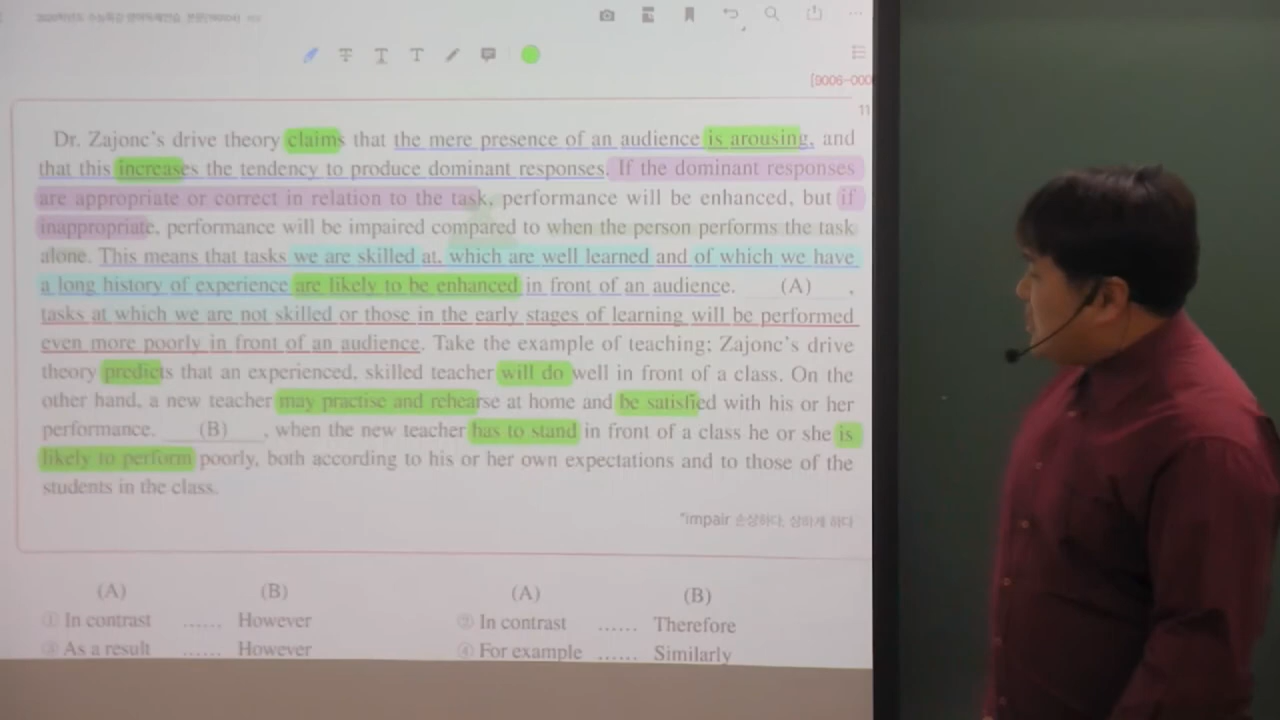 [9006-000
11
Dr. Zajonc's drive theory claims that the mere presence of an audience is arousing, and
that this increases the tendency to produce dominant responses. If the dominant responses
are appropriate or correct in relation to the task, performance will be enhanced, but if
inappropriate, performance will be impaired compared to when the person performs the task
alone. This means that tasks we are skilled at, which are well learned and of which we have
a long history of experience are likely to be enhanced in front of an audience. (A) ,
tasks at which we are not skilled or those in the early stages of learning will be performed
even more poorly in front of an audience. Take the example of teaching; Zajonc's drive
theory predicts that an experienced, skilled teacher will do well in front of a class. On the
other hand, a new teacher may practise and rehearse at home and be satisfied with his or her
performance. (B) , when the new teacher has to stand in front of a class he or she is
likely to perform poorly, both according to his or her own expectations and to those of the
students in the class.
*impair 손상하다, 상하게 하다
(A) (B) (A) (B)
① In contrast ...... However ② In contrast ...... Therefore
③ As a result ...... However ④ For example ...... Similarly